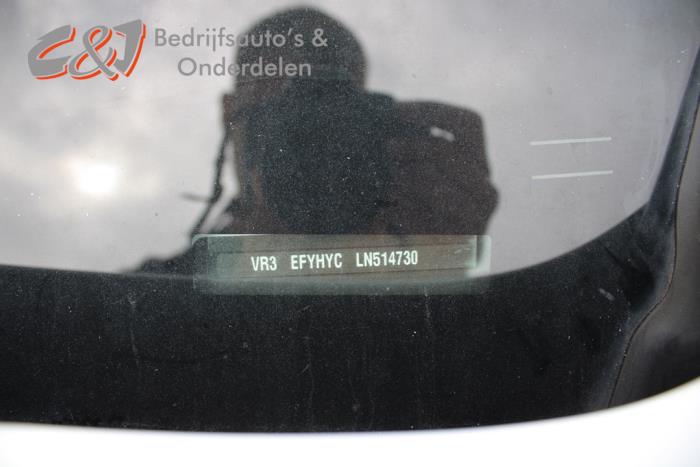 C&J Bedrijfsauto's &
Onderdelen
VR3 EFYHYC LN514730